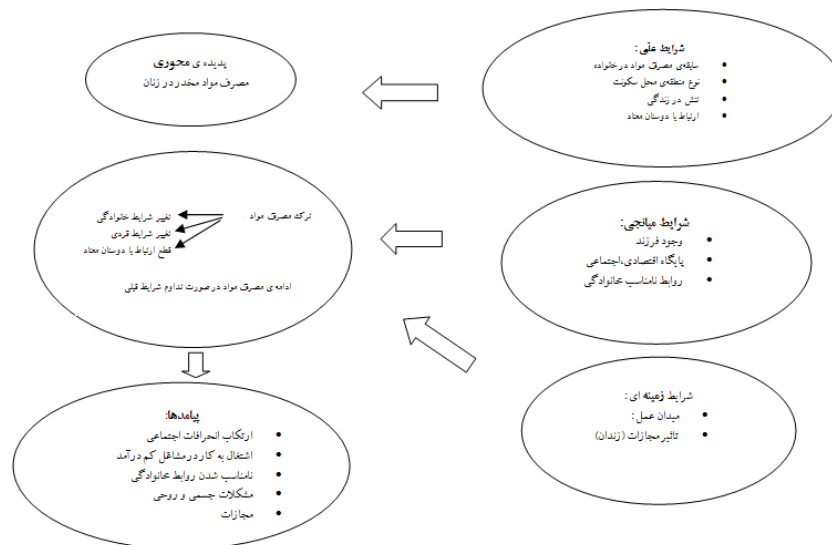 شرایط علی:
سابقه‌ی مصرف مواد در خانواده
نوع منطقه‌ی محل سکونت
تنش در زندگی
ارتباط با دوستان معتاد
پدیده ی محوری
مصرف مواد مخدر در زنان
شرایط میانجی:
وجود فرزند
پایگاه اقتصادی،اجتماعی
روابط نامناسب خانوادگی
ترک مصرف مواد
تغییر شرایط خانوادگی
تغییر شرایط فردی
قطع ارتباط با دوستان معتاد
ادامه ی مصرف مواد در صورت تداوم شرایط قبلی
شرایط زمینه ای:
میدان عمل:
تاثیر مجازات (زندان)
پیامدها:
ارتکاب انحرافات اجتماعی
اشتغال به کار در مشاغل کم درآمد
نامناسب شدن روابط خانوادگی
مشکلات جسمی و روحی
مجازات